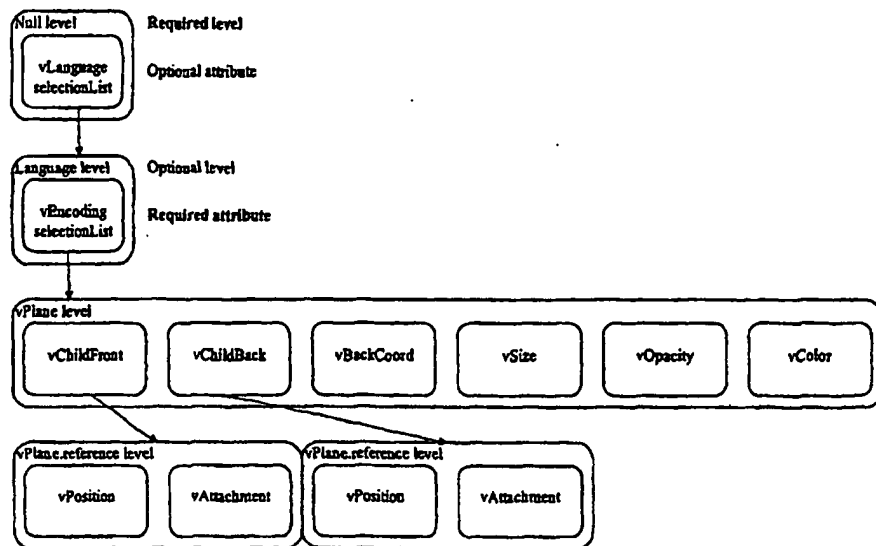 Null level
Required level
vLanguage
selectionList
Optional attribute
Language level
Optional level
vEncoding
selectionList
Required attribute
vPlane level
vChildFront
vChildBack
vBackCoord
vSize
vOpacity
vColor
vPlane.reference level
vPlane.reference level
vPosition
vAttachment
vPosition
vAttachment